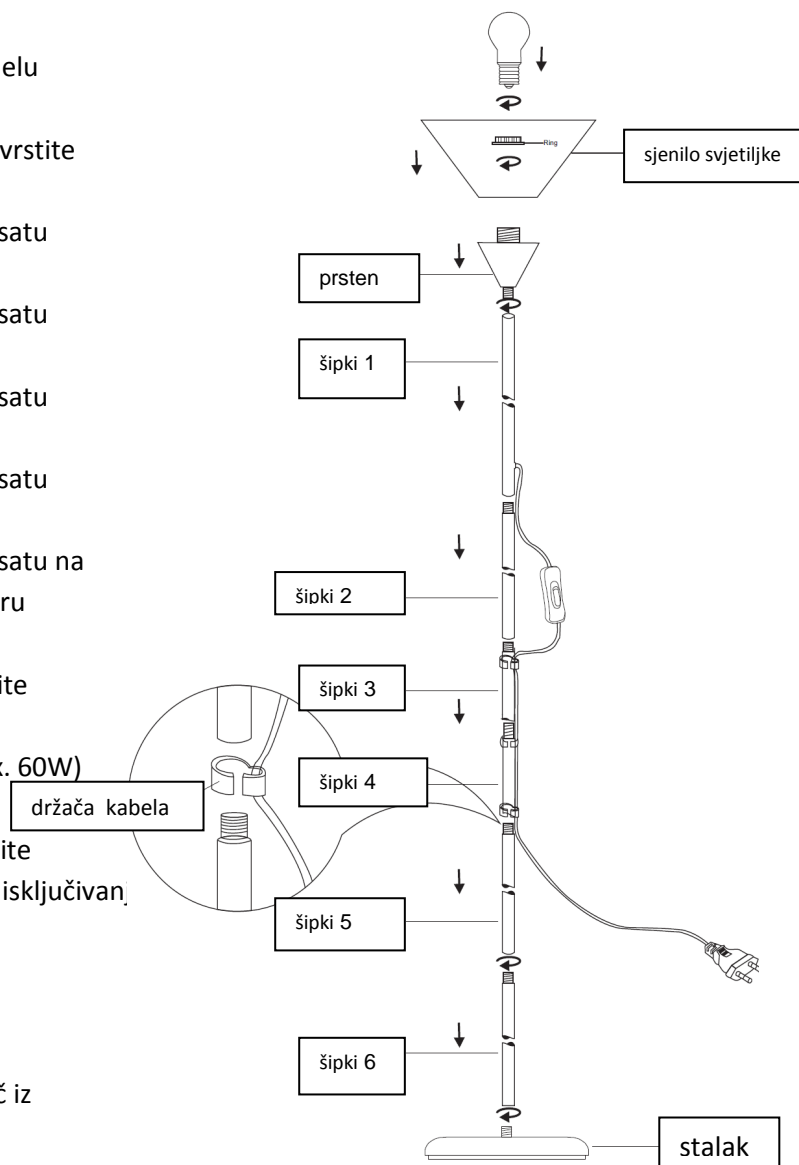 elu
vrstite
satu
satu
satu
satu
satu na
ru
ite
x. 60W)
ite
isključivanj
č iz
Ring
sjenilo svjetiljke
prsten
šipki 1
šipki 2
šipki 3
šipki 4
držača kabela
šipki 5
šipki 6
stalak